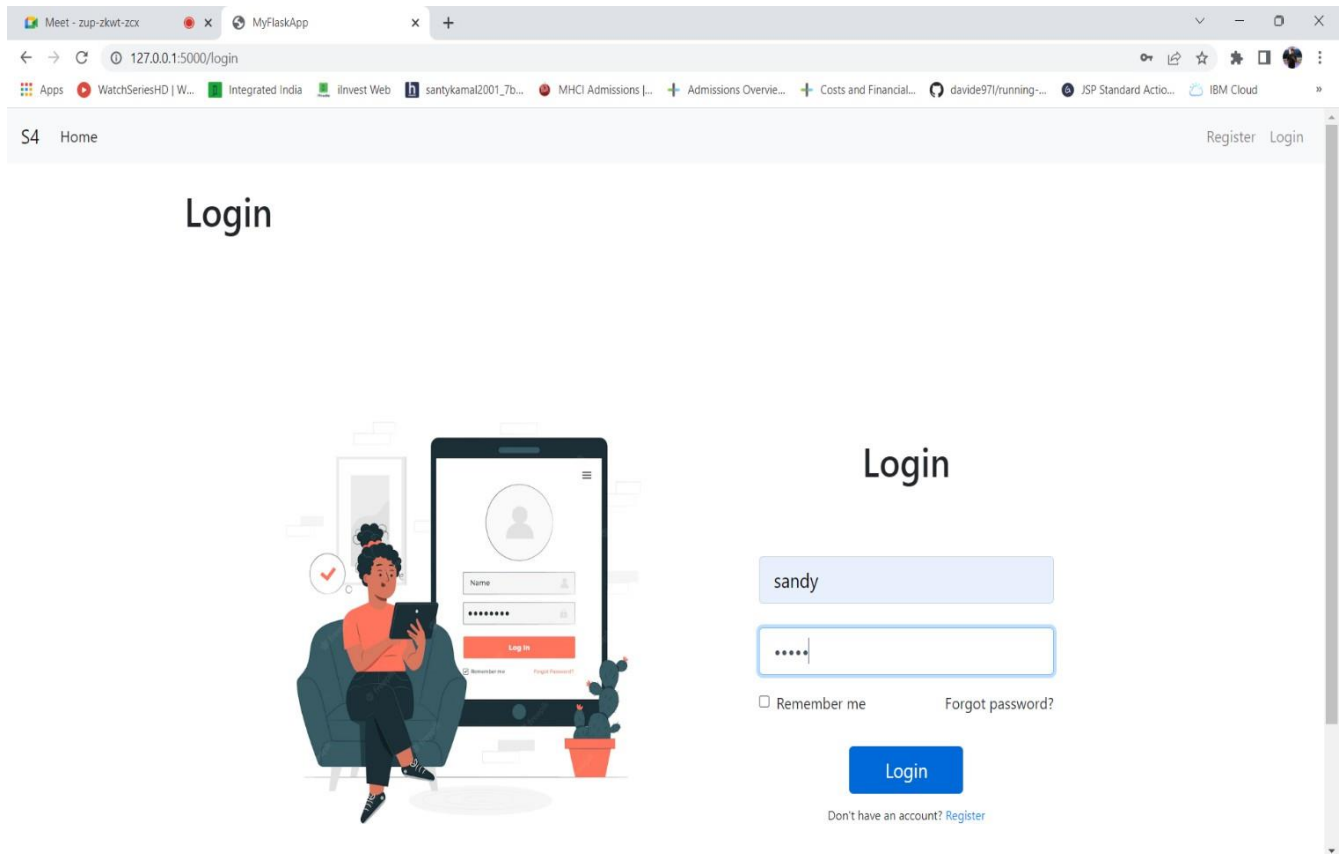 Meet - zup-zkwt-zcx MyFlaskApp
127.0.0.1:5000/login
Apps WatchSeriesHD | W... Integrated India iInvest Web santykamal2001_7b... MHCI Admissions |... Admissions Overvie... Costs and Financial... davide97l/running-... JSP Standard Actio... IBM Cloud »
S4 Home Register Login
Login
Login
Name
sandy
Log In
Remember me Forgot Password?
Remember me Forgot password?
Login
Don't have an account? Register